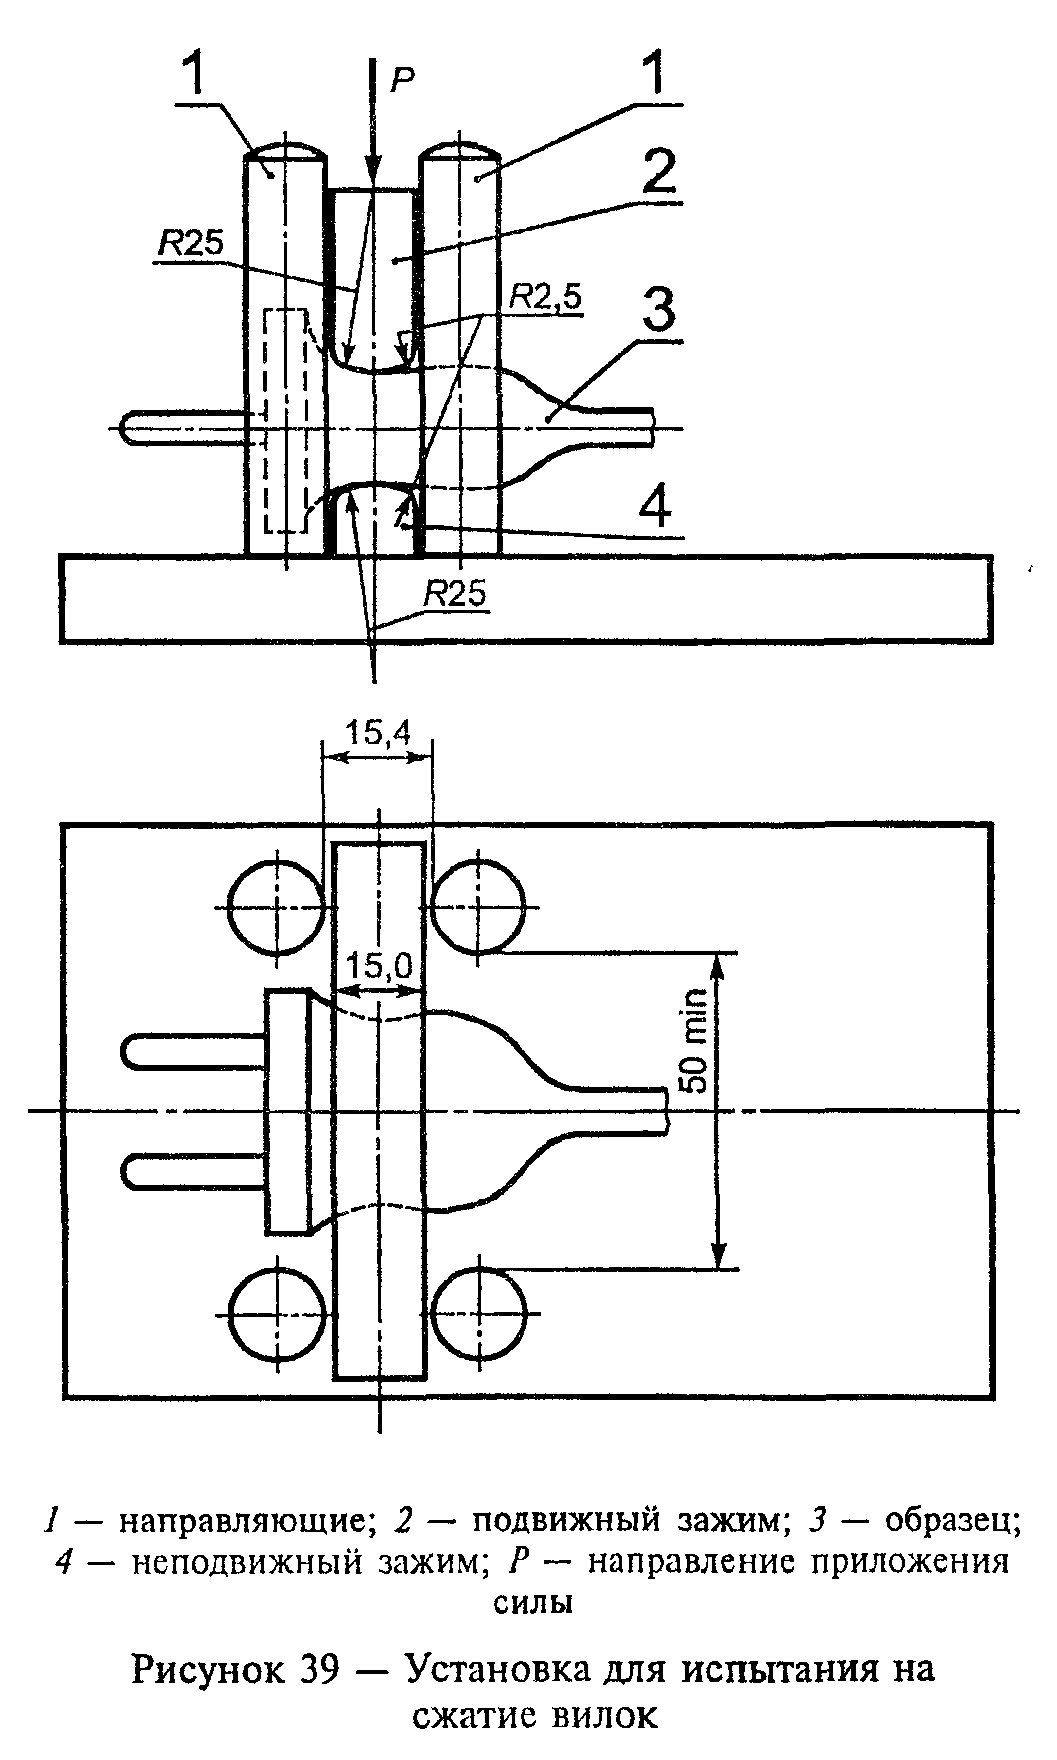 1
P
1
2
R25
R2,5
3
4
R25
15,4
15,0
50 min
1 — направляющие; 2 — подвижный зажим; 3 — образец;
4 — неподвижный зажим; P — направление приложения
силы
Рисунок 39 — Установка для испытания на
сжатие вилок